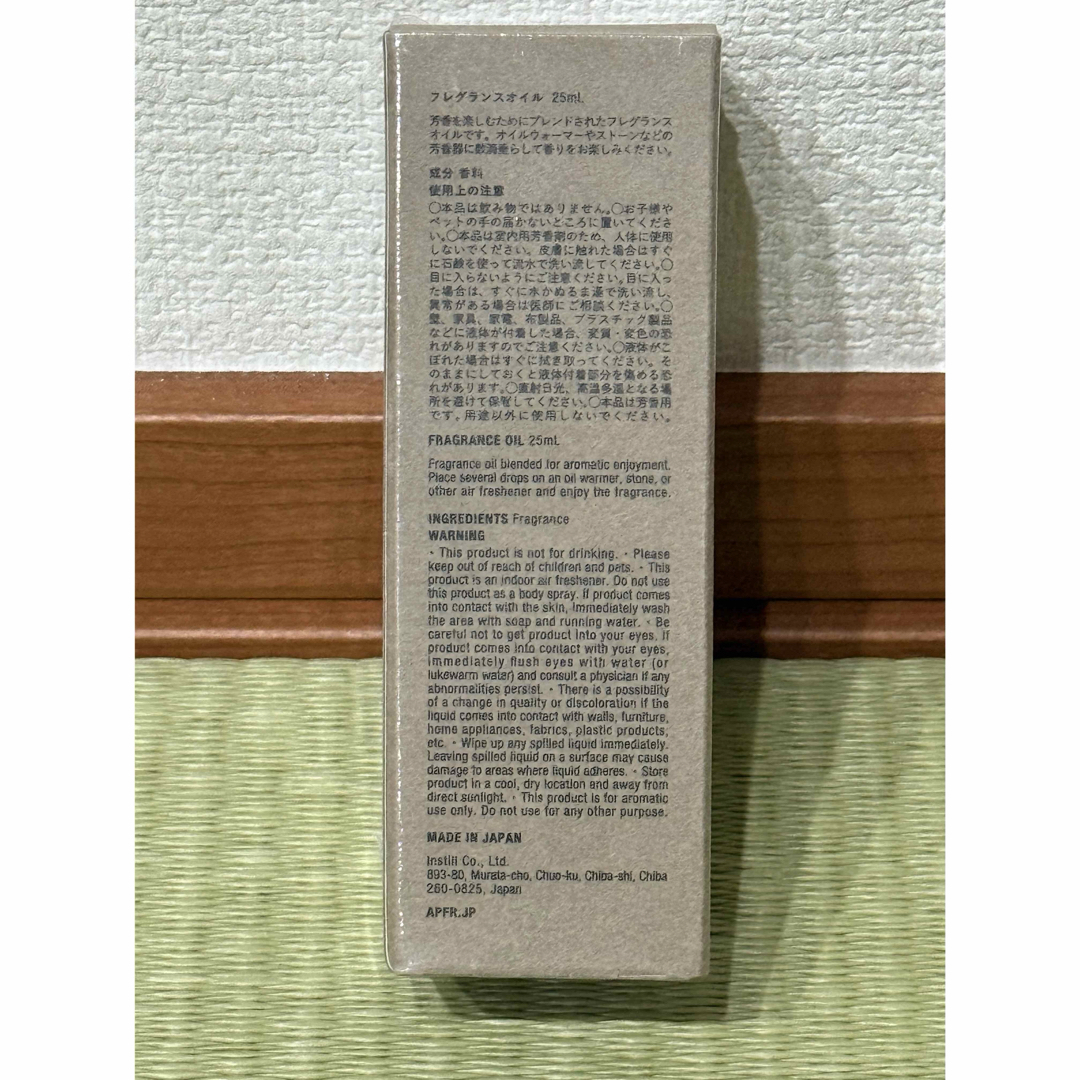 フレグランスオイル 25mL
芳香を楽しむためにブレンドされたフレグランス
オイルです。オイルウォーマーやストーンなどの
芳香器に数滴垂らして香りをお楽しみください。
成分 香料
使用上の注意
○本品は飲み物ではありません。○お子様や
ペットの手の届かないところに置いてくださ
い。○本品は室内用芳香剤のため、人体に使用
しないでください。皮膚に触れた場合はすぐ
に石鹸を使って流水で洗い流してください。○
目に入らないようにご注意ください。目に入っ
た場合は、すぐに水かぬるま湯で洗い流し、
異常がある場合は医師にご相談ください。○
壁、家具、家電、布製品、プラスチック製品
などに液体が付着した場合、変質・変色の恐
れがありますのでご注意ください。○液体がこ
ぼれた場合はすぐに拭き取ってください。そ
のままにしておくと液体付着部分を傷める恐
れがあります。○直射日光、高温多湿となる場
所を避けて保管してください。○本品は芳香用
です。用途以外に使用しないでください。
FRAGRANCE OIL 25mL
Fragrance oil blended for aromatic enjoyment.
Place several drops on an oil warmer, stone, or
other air freshener and enjoy the fragrance.
INGREDIENTS Fragrance
WARNING
・This product is not for drinking. ・Please
keep out of reach of children and pets. ・This
product is an indoor air freshener. Do not use
this product as a body spray. If product comes
into contact with the skin, immediately wash
the area with soap and running water. ・Be
careful not to get product into your eyes. If
product comes into contact with your eyes,
immediately flush eyes with water (or
lukewarm water) and consult a physician if any
abnormalities persist. ・There is a possibility
of a change in quality or discoloration if the
liquid comes into contact with walls, furniture,
home appliances, fabrics, plastic products,
etc. ・Wipe up any spilled liquid immediately.
Leaving spilled liquid on a surface may cause
damage to areas where liquid adheres. ・Store
product in a cool, dry location and away from
direct sunlight. ・This product is for aromatic
use only. Do not use for any other purpose.
MADE IN JAPAN
Instill Co., Ltd.
893-80, Murata-cho, Chuo-ku, Chiba-shi, Chiba
260-0825, Japan
APFR.JP